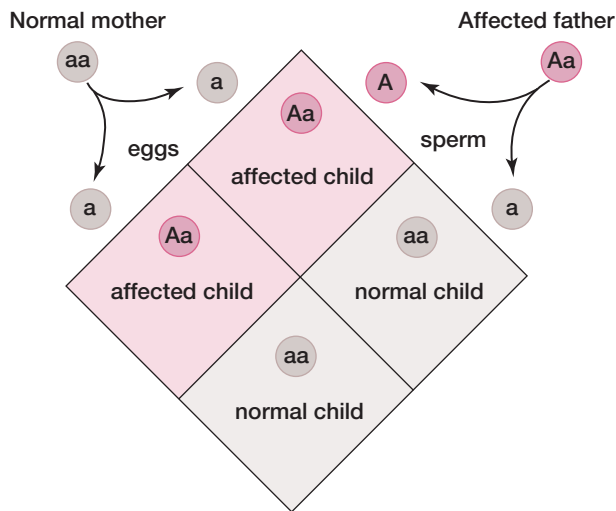 Normal mother
Affected father
aa
a
A
Aa
Aa
eggs
sperm
affected child
a
a
Aa
aa
affected child
normal child
aa
normal child